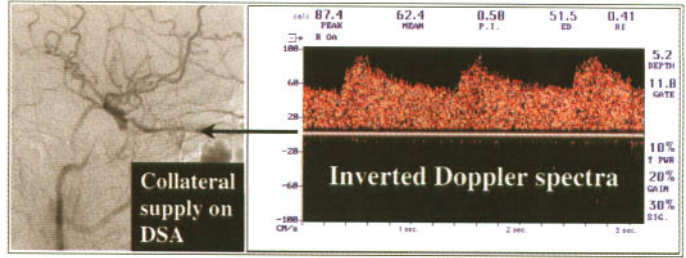 calc 87.4 62.4 0.58 51.5 0.41
PEAK MEAN P.I. ED RI
R OA
100
60
20
-20
-60
-100
CM/s
1 sec. 2 sec. 3 sec.
5.2
DEPTH
11.8
GATE
10%
T PWR
20%
GAIN
30%
SIG.
Inverted Doppler spectra
Collateral
supply on
DSA